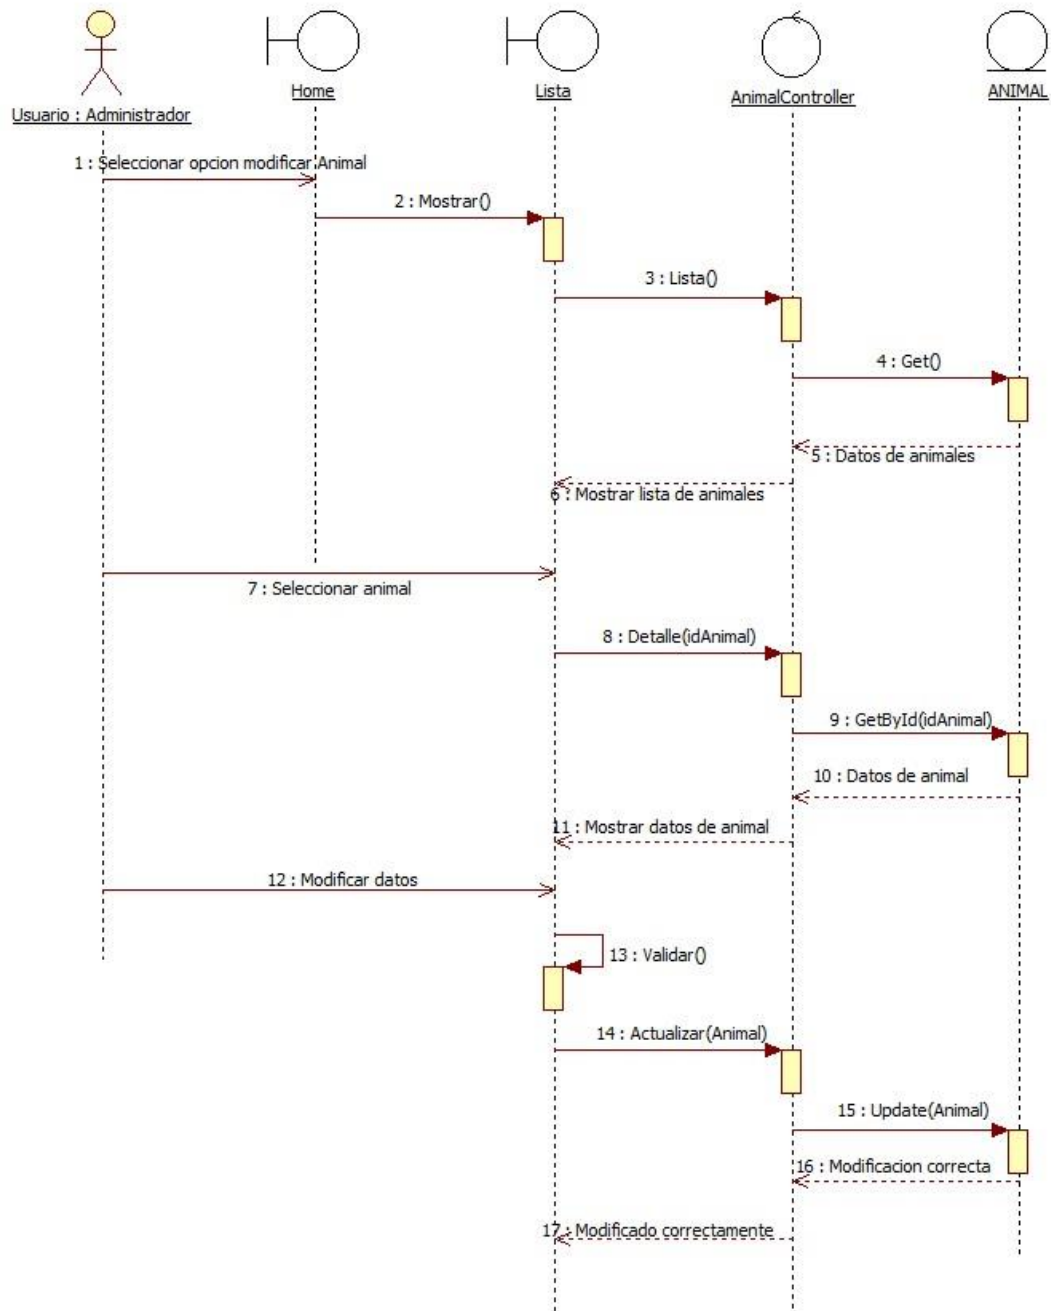 Home
Lista
AnimalController
ANIMAL
Usuario : Administrador
1 : Seleccionar opcion modificar Animal
2 : Mostrar()
3 : Lista()
4 : Get()
5 : Datos de animales
6 : Mostrar lista de animales
7 : Seleccionar animal
8 : Detalle(idAnimal)
9 : GetById(idAnimal)
10 : Datos de animal
11 : Mostrar datos de animal
12 : Modificar datos
13 : Validar()
14 : Actualizar(Animal)
15 : Update(Animal)
16 : Modificacion correcta
17 : Modificado correctamente